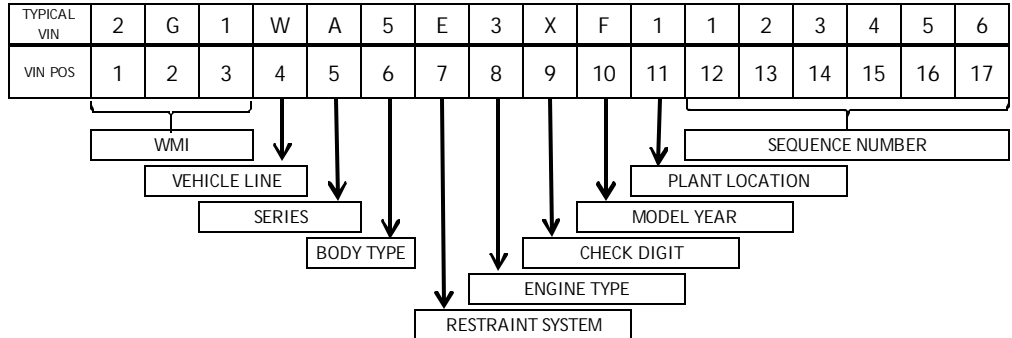 TYPICAL VIN 2 G 1 W A 5 E 3 X F 1 1 2 3 4 5 6
VIN POS 1 2 3 4 5 6 7 8 9 10 11 12 13 14 15 16 17
WMI SEQUENCE NUMBER
VEHICLE LINE PLANT LOCATION
SERIES MODEL YEAR
BODY TYPE CHECK DIGIT
ENGINE TYPE
RESTRAINT SYSTEM